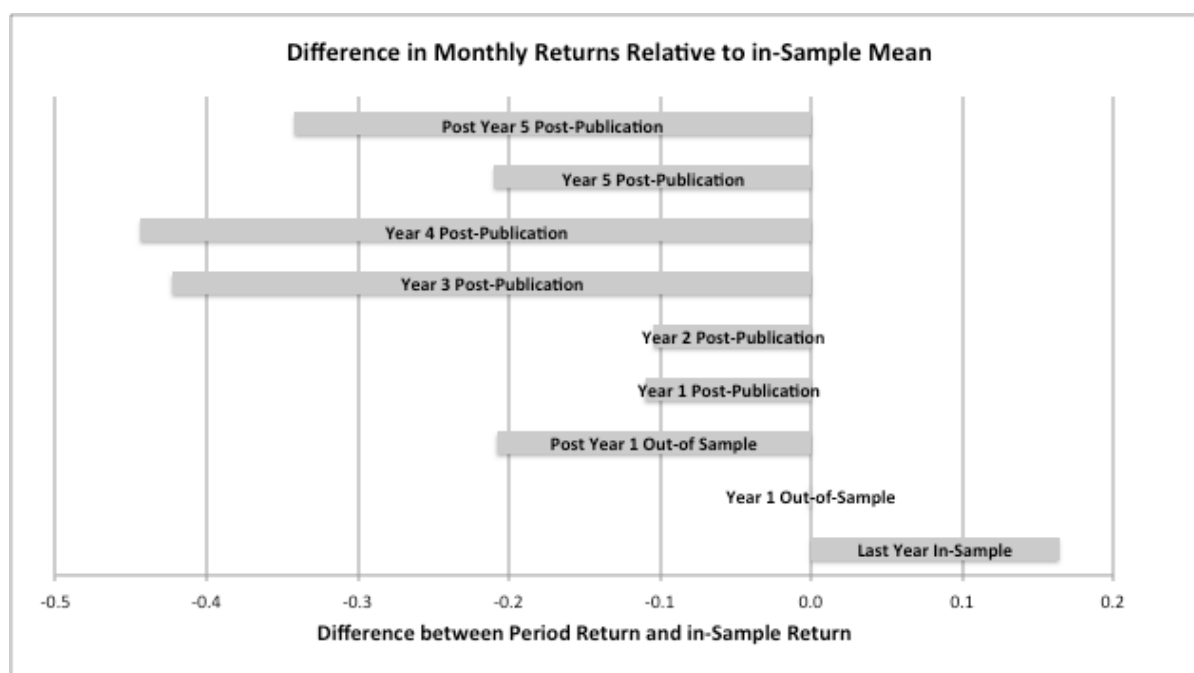 Difference in Monthly Returns Relative to in-Sample Mean
Post Year 5 Post-Publication
Year 5 Post-Publication
Year 4 Post-Publication
Year 3 Post-Publication
Year 2 Post-Publication
Year 1 Post-Publication
Post Year 1 Out-of Sample
Year 1 Out-of-Sample
Last Year In-Sample
-0.5 -0.4 -0.3 -0.2 -0.1 0.0 0.1 0.2
Difference between Period Return and in-Sample Return